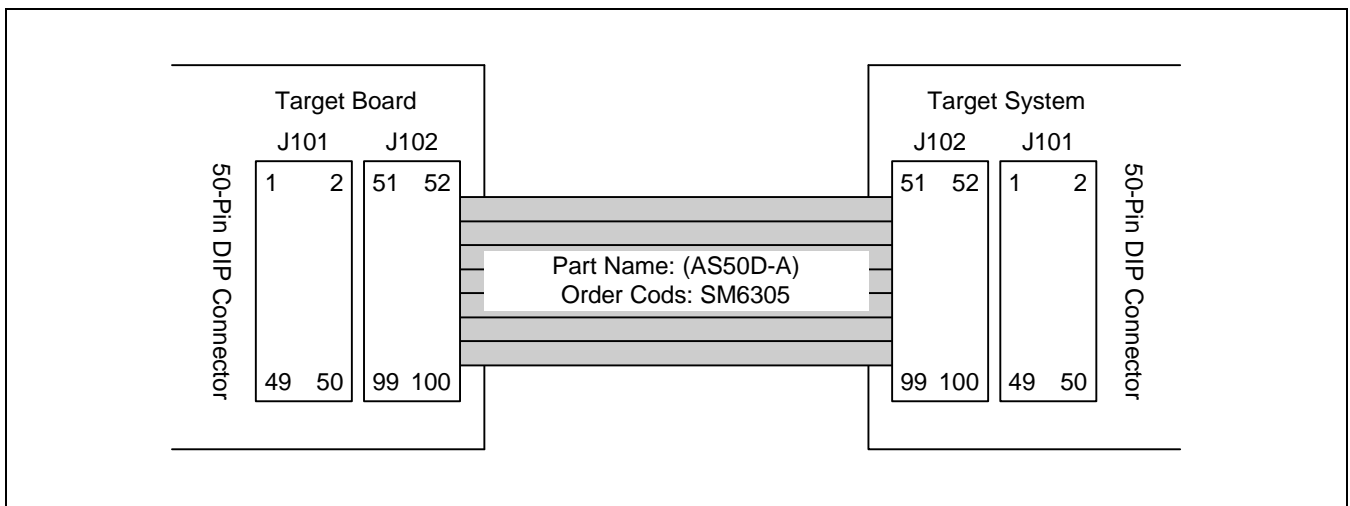 Target Board
J101 J102
50-Pin DIP Connector
1 2 51 52
49 50 99 100
Part Name: (AS50D-A)
Order Cods: SM6305
Target System
J102 J101
51 52 1 2
99 100 49 50
50-Pin DIP Connector